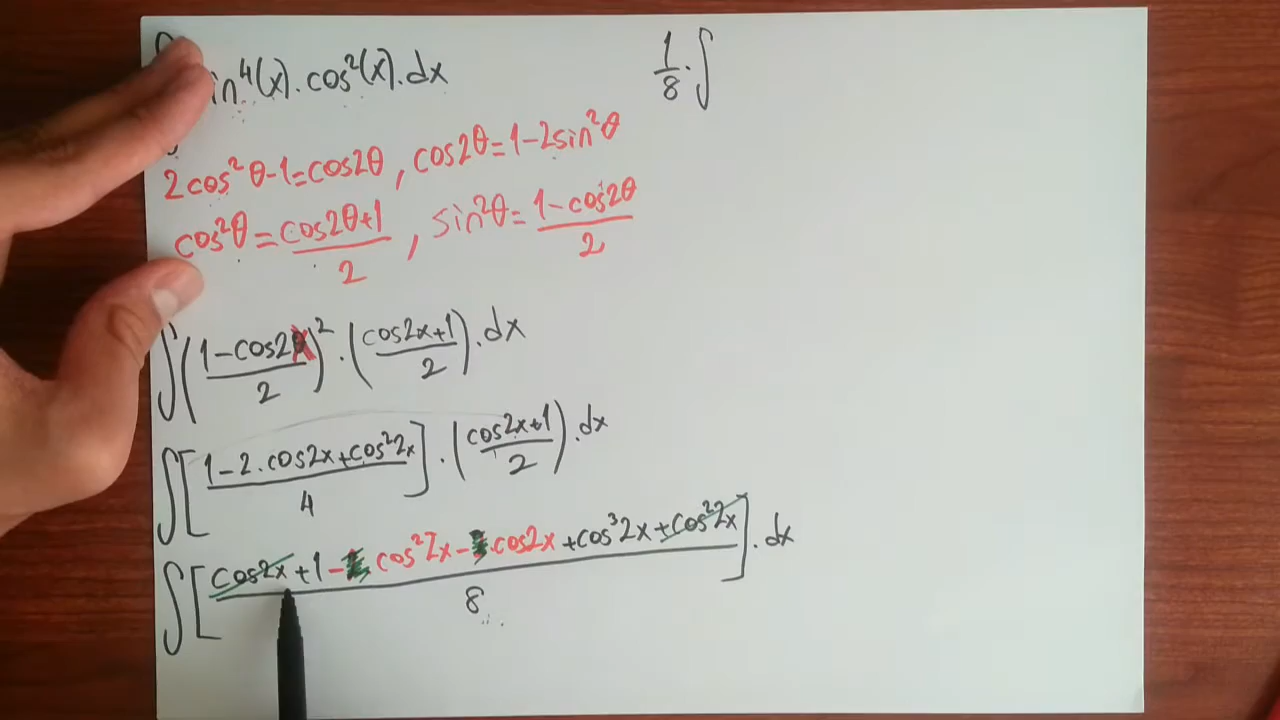 in⁴(x).cos²(x).dx
1/8.∫
2cos²θ-1=cos2θ, cos2θ=1-2sin²θ
cos²θ=(cos2θ+1)/2, sin²θ=(1-cos2θ)/2
∫((1-cos2x)/2)².((cos2x+1)/2).dx
∫[(1-2.cos2x+cos²2x)/4].((cos2x+1)/2).dx
∫[(cos2x+1-cos²2x-cos2x+cos³2x+cos²2x)/8].dx